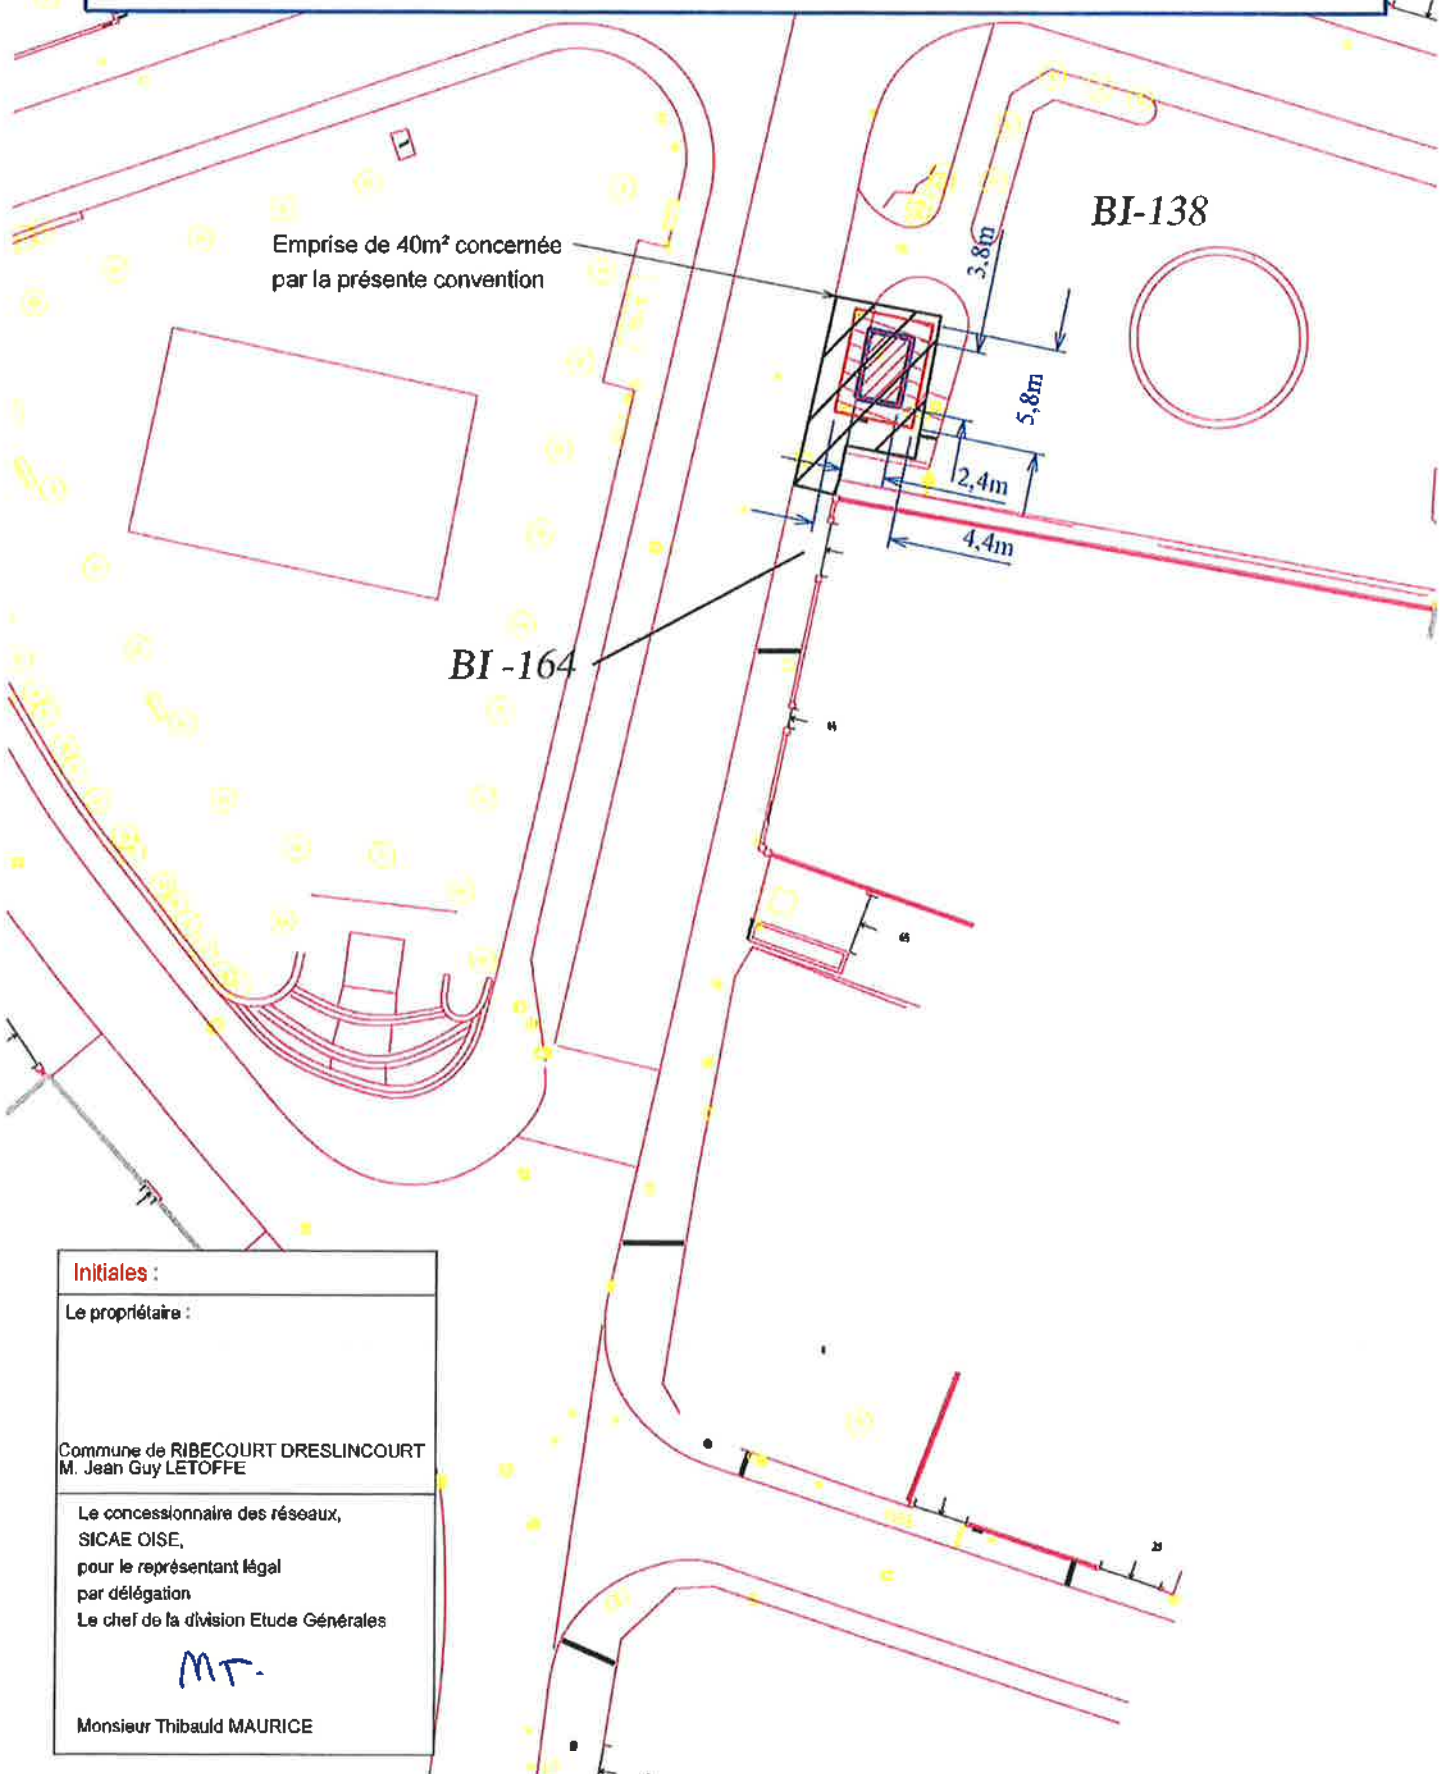 BI-138
Emprise de 40m² concernée
par la présente convention
3,8m
5,8m
2,4m
4,4m
BI -164
Initiales :
Le propriétaire :
Commune de RIBECOURT DRESLINCOURT
M. Jean Guy LETOFFE
Le concessionnaire des réseaux,
SICAE OISE,
pour le représentant légal
par délégation
Le chef de la division Etude Générales
MT.
Monsieur Thibauld MAURICE